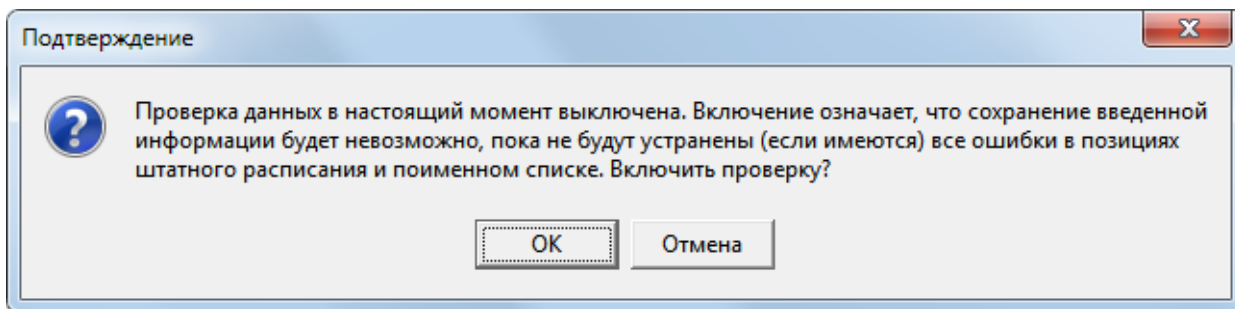 Подтверждение
Проверка данных в настоящий момент выключена. Включение означает, что сохранение введенной
информации будет невозможно, пока не будут устранены (если имеются) все ошибки в позициях
штатного расписания и поименном списке. Включить проверку?
ОК
Отмена